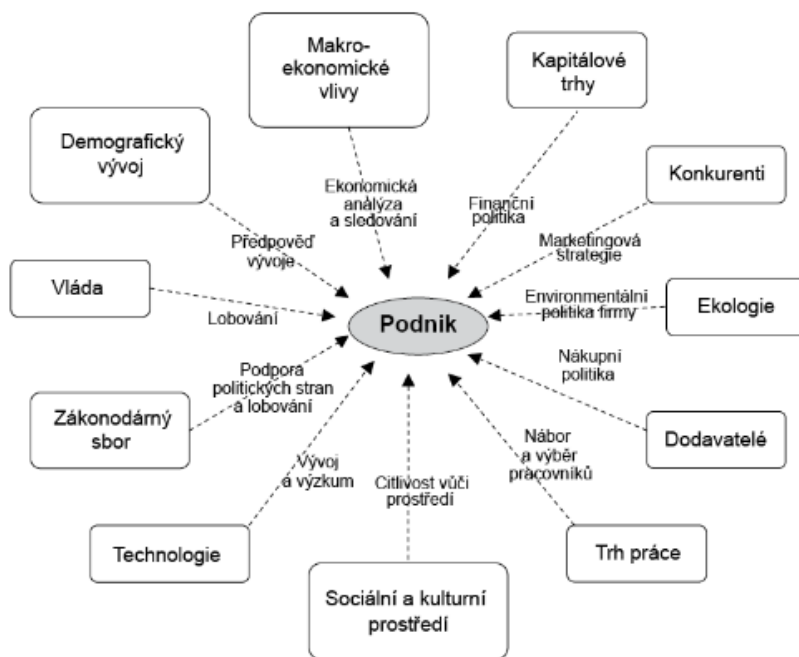 Makro-
ekonomické
vlivy
Kapitálové
trhy
Demografický
vývoj
Konkurenti
Ekonomická
analýza
a sledování
Finanční
politika
Předpověď
vývoje
Marketingová
strategie
Vláda
Lobování
Podnik
Environmentální
politika firmy
Ekologie
Podpora
politických stran
a lobování
Nákupní
politika
Zákonodárný
sbor
Dodavatelé
Vývoj
a výzkum
Citlivost vůči
prostředí
Nábor
a výběr
pracovníků
Technologie
Sociální a kulturní
prostředí
Trh práce